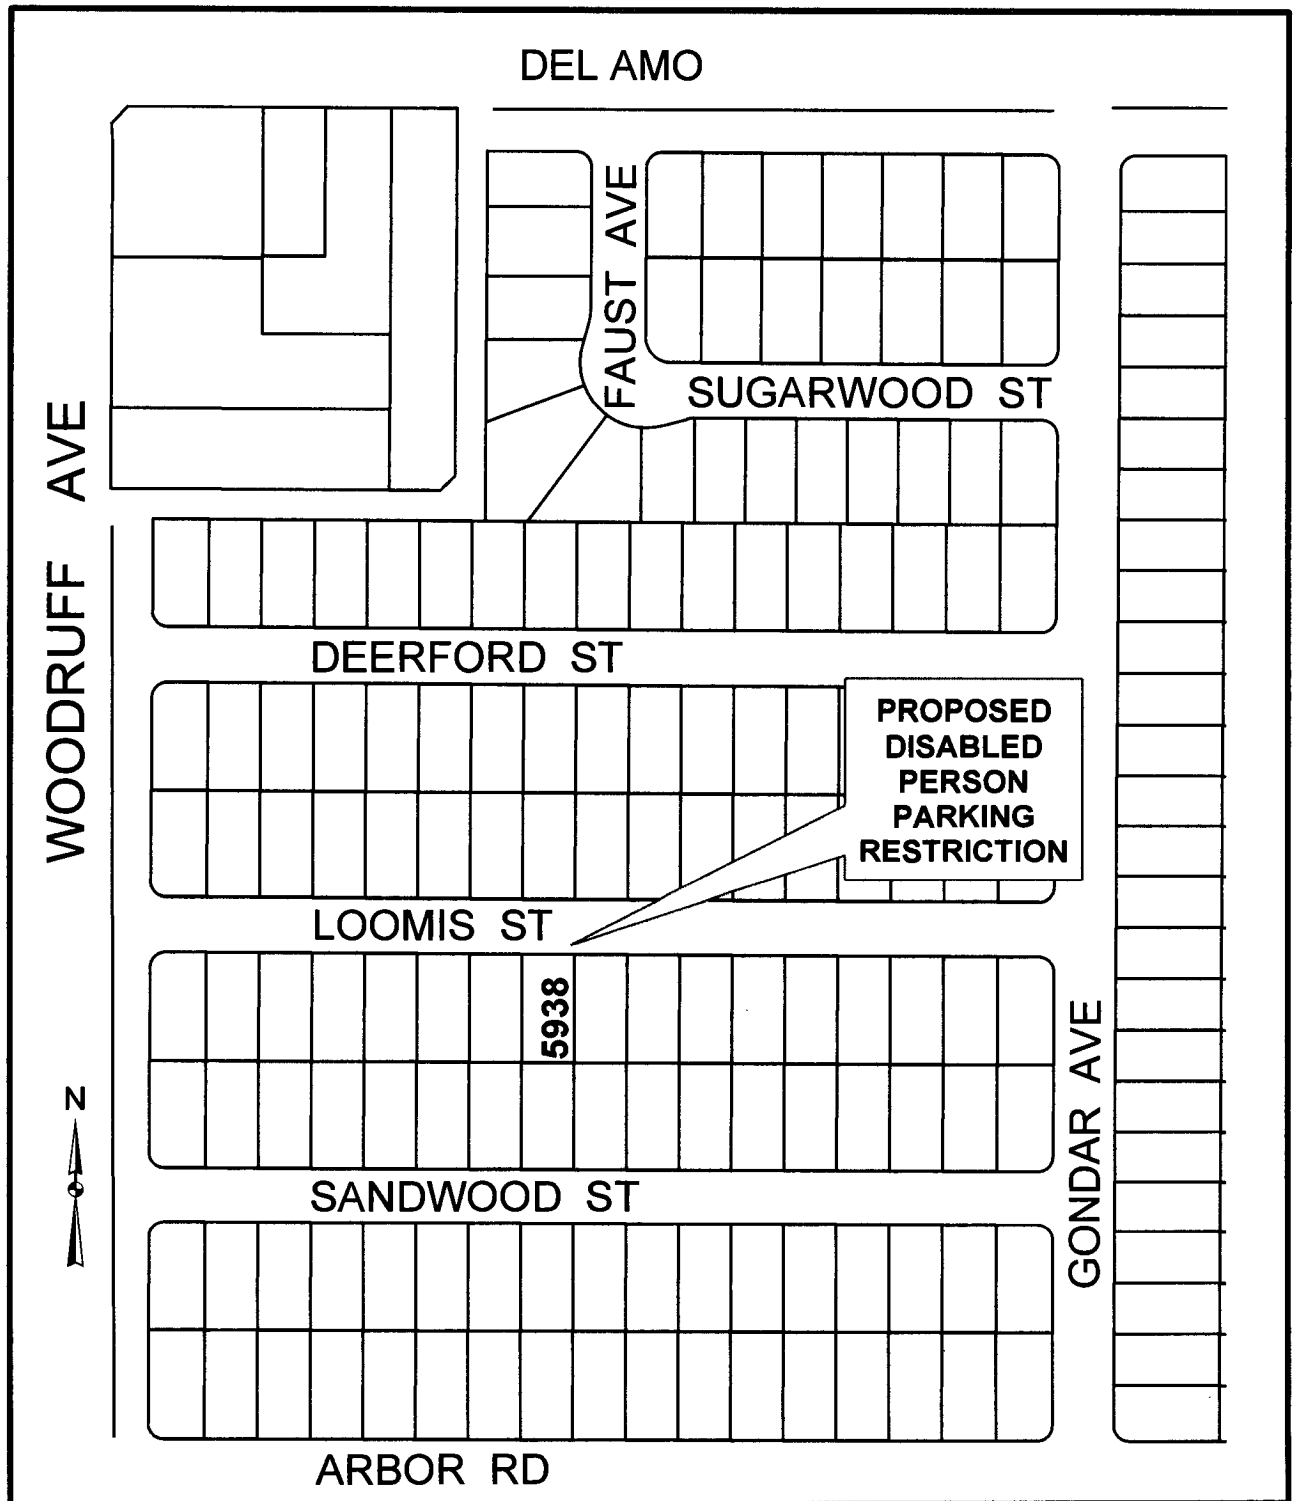 DEL AMO
FAUST AVE
SUGARWOOD ST
WOODRUFF AVE
DEERFORD ST
PROPOSED
DISABLED
PERSON
PARKING
RESTRICTION
LOOMIS ST
5938
N
SANDWOOD ST
GONDAR AVE
ARBOR RD